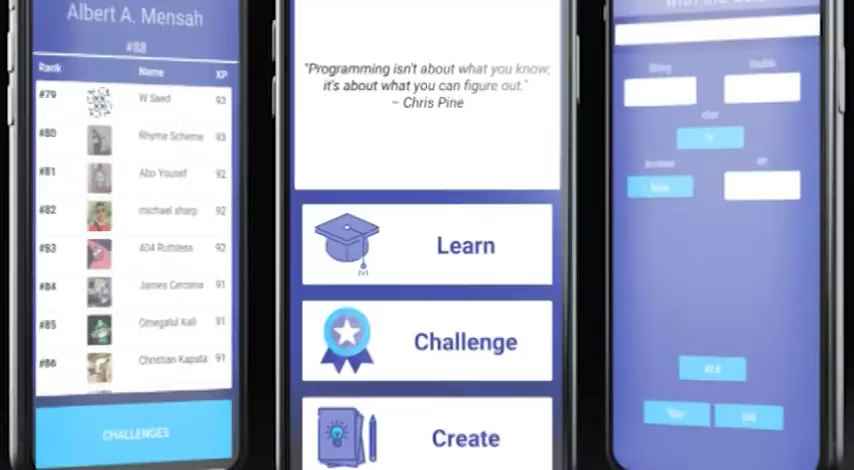 Albert A. Mensah
#88
Rank Name XP
#79 W Saed 93
#80 Rhyme Scheme 93
#81 Abo Yousef 92
#82 michael sharp 92
#83 404 Ruthless 92
#84 James Cercena 91
#85 Omegalul Kali 91
#86 Christian Kapata 91
CHALLENGES
"Programming isn't about what you know;
it's about what you can figure out."
– Chris Pine
Learn
Challenge
Create
String
Double
char
boolean
int